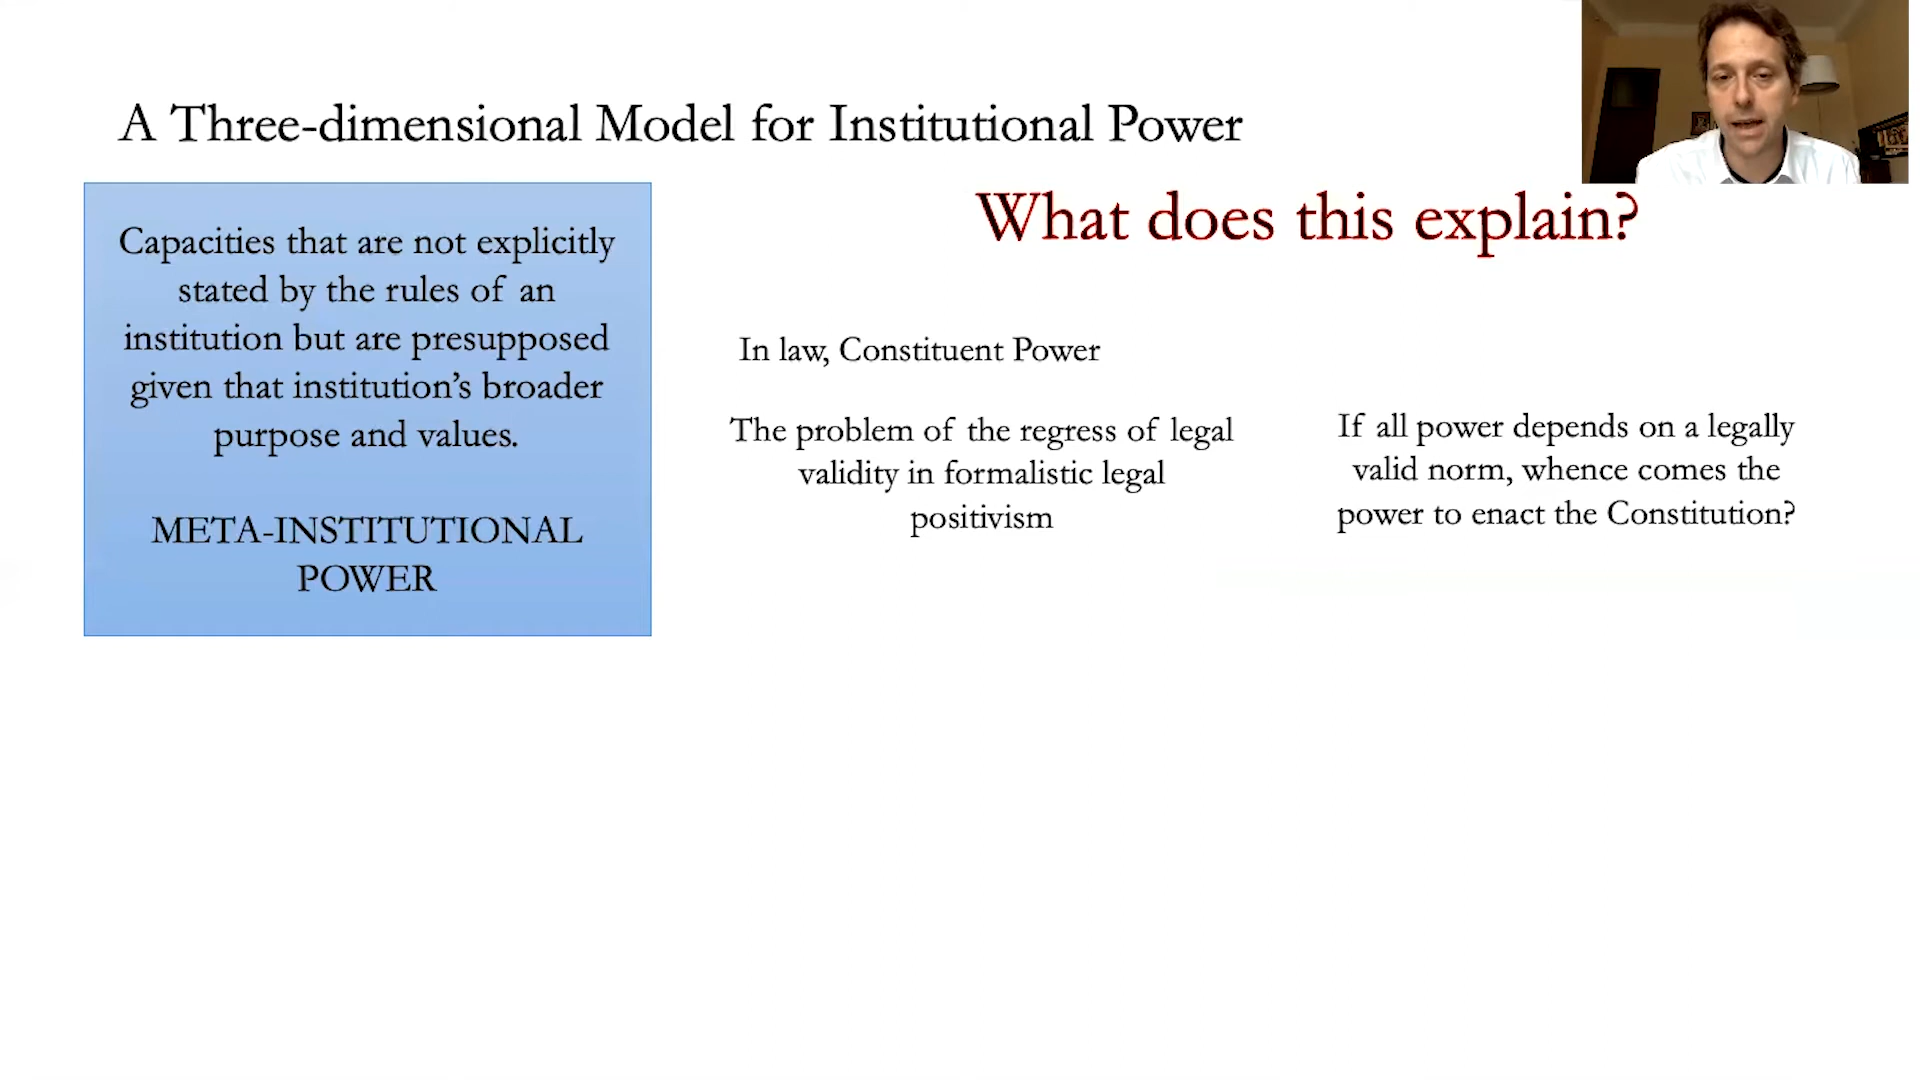 A Three-dimensional Model for Institutional Power
What does this explain?
Capacities that are not explicitly
stated by the rules of an
institution but are presupposed
given that institution’s broader
purpose and values.
META-INSTITUTIONAL
POWER
In law, Constituent Power
The problem of the regress of legal
validity in formalistic legal
positivism
If all power depends on a legally
valid norm, whence comes the
power to enact the Constitution?